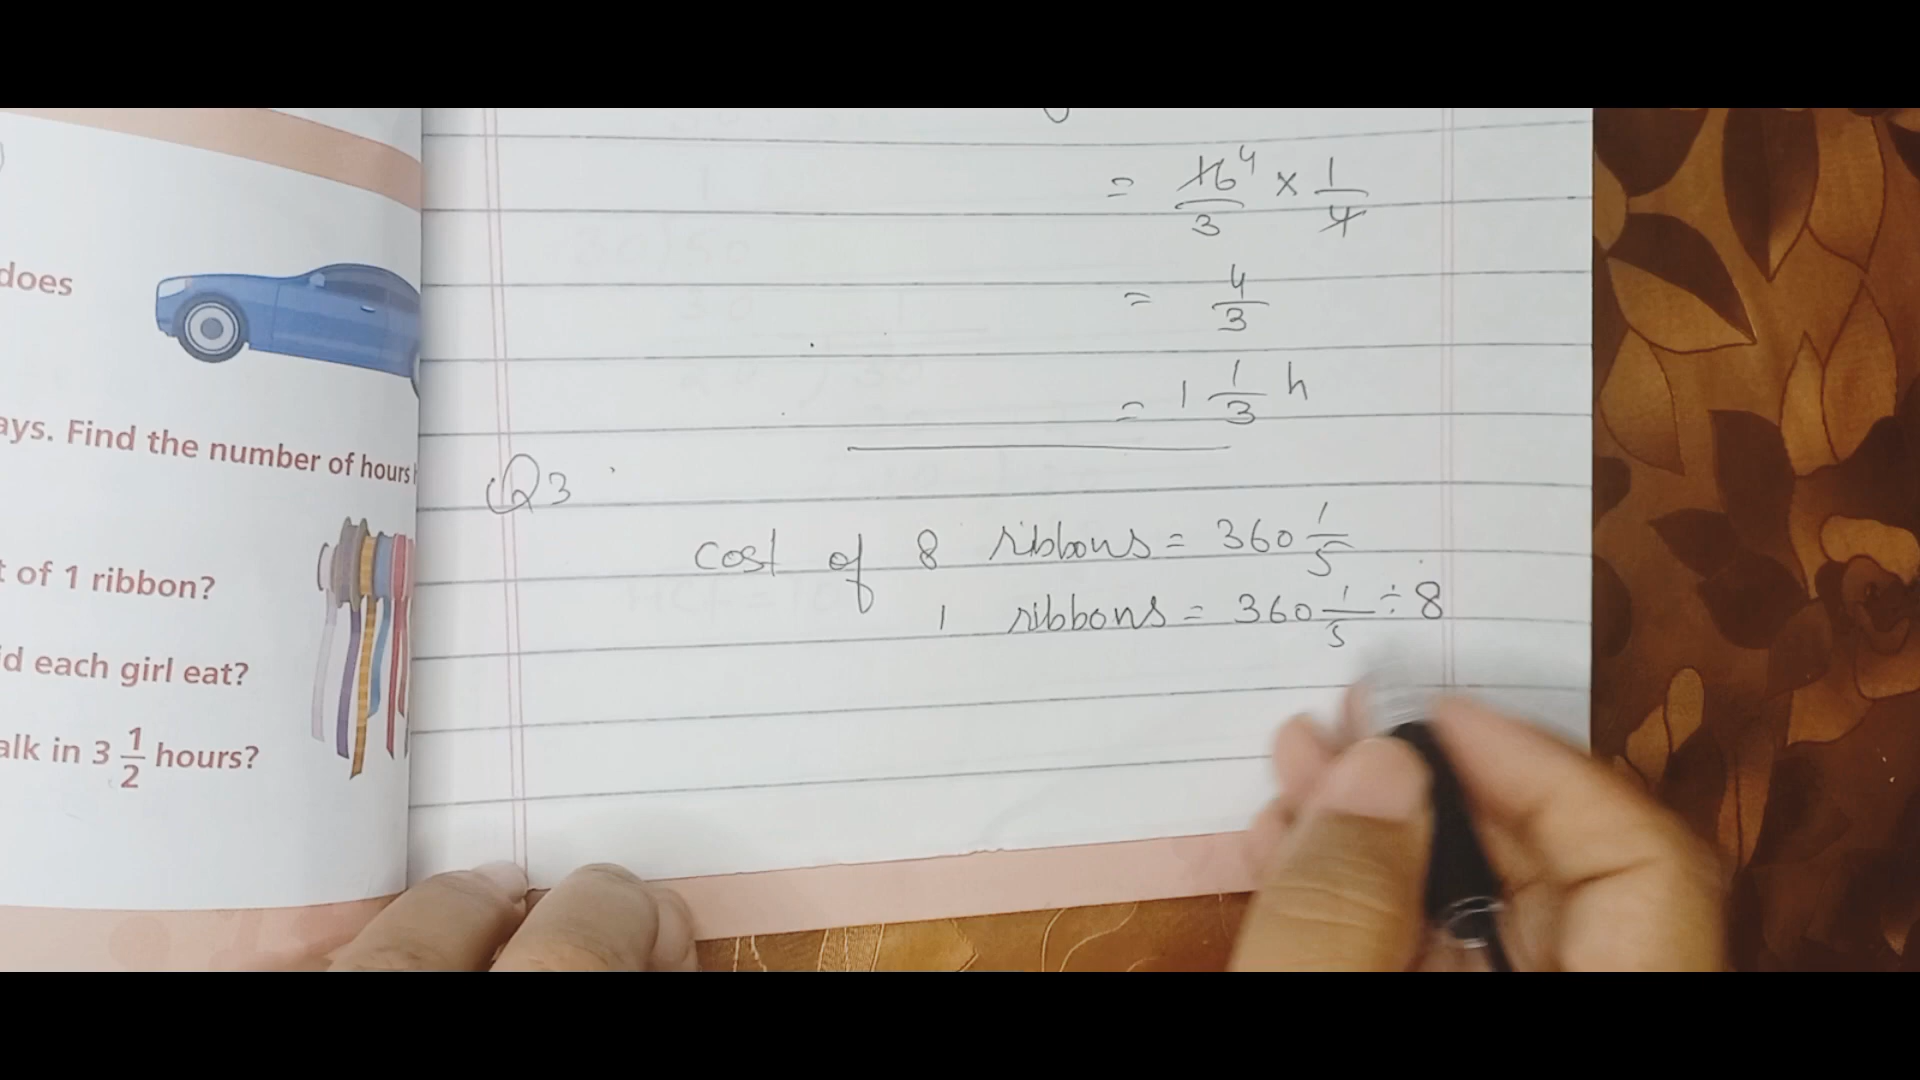 does
ays. Find the number of hours
t of 1 ribbon?
d each girl eat?
alk in 3 1/2 hours?
= 16/3 4 × 1/4
= 4/3
= 1 1/3 h
Q3
cost of 8 ribbons = 360 1/5
1 ribbons = 360 1/5 ÷ 8